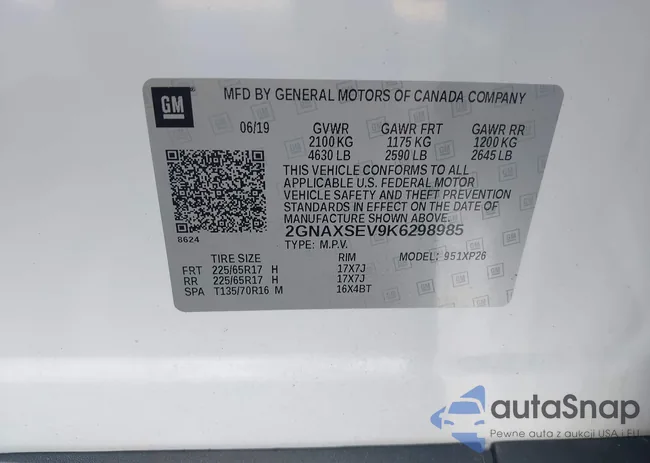 GM
MFD BY GENERAL MOTORS OF CANADA COMPANY
06/19 GVWR GAWR FRT GAWR RR
2100 KG 1175 KG 1200 KG
4630 LB 2590 LB 2645 LB
THIS VEHICLE CONFORMS TO ALL
APPLICABLE U.S. FEDERAL MOTOR
VEHICLE SAFETY AND THEFT PREVENTION
STANDARDS IN EFFECT ON THE DATE OF
MANUFACTURE SHOWN ABOVE.
8624
2GNAXSEV9K6298985
TYPE: M.P.V. MODEL: 951XP26
TIRE SIZE RIM
FRT 225/65R17 H 17X7J
RR 225/65R17 H 17X7J
SPA T135/70R16 M 16X4BT
autaSnap
Pewne auta z aukcji USA i EU